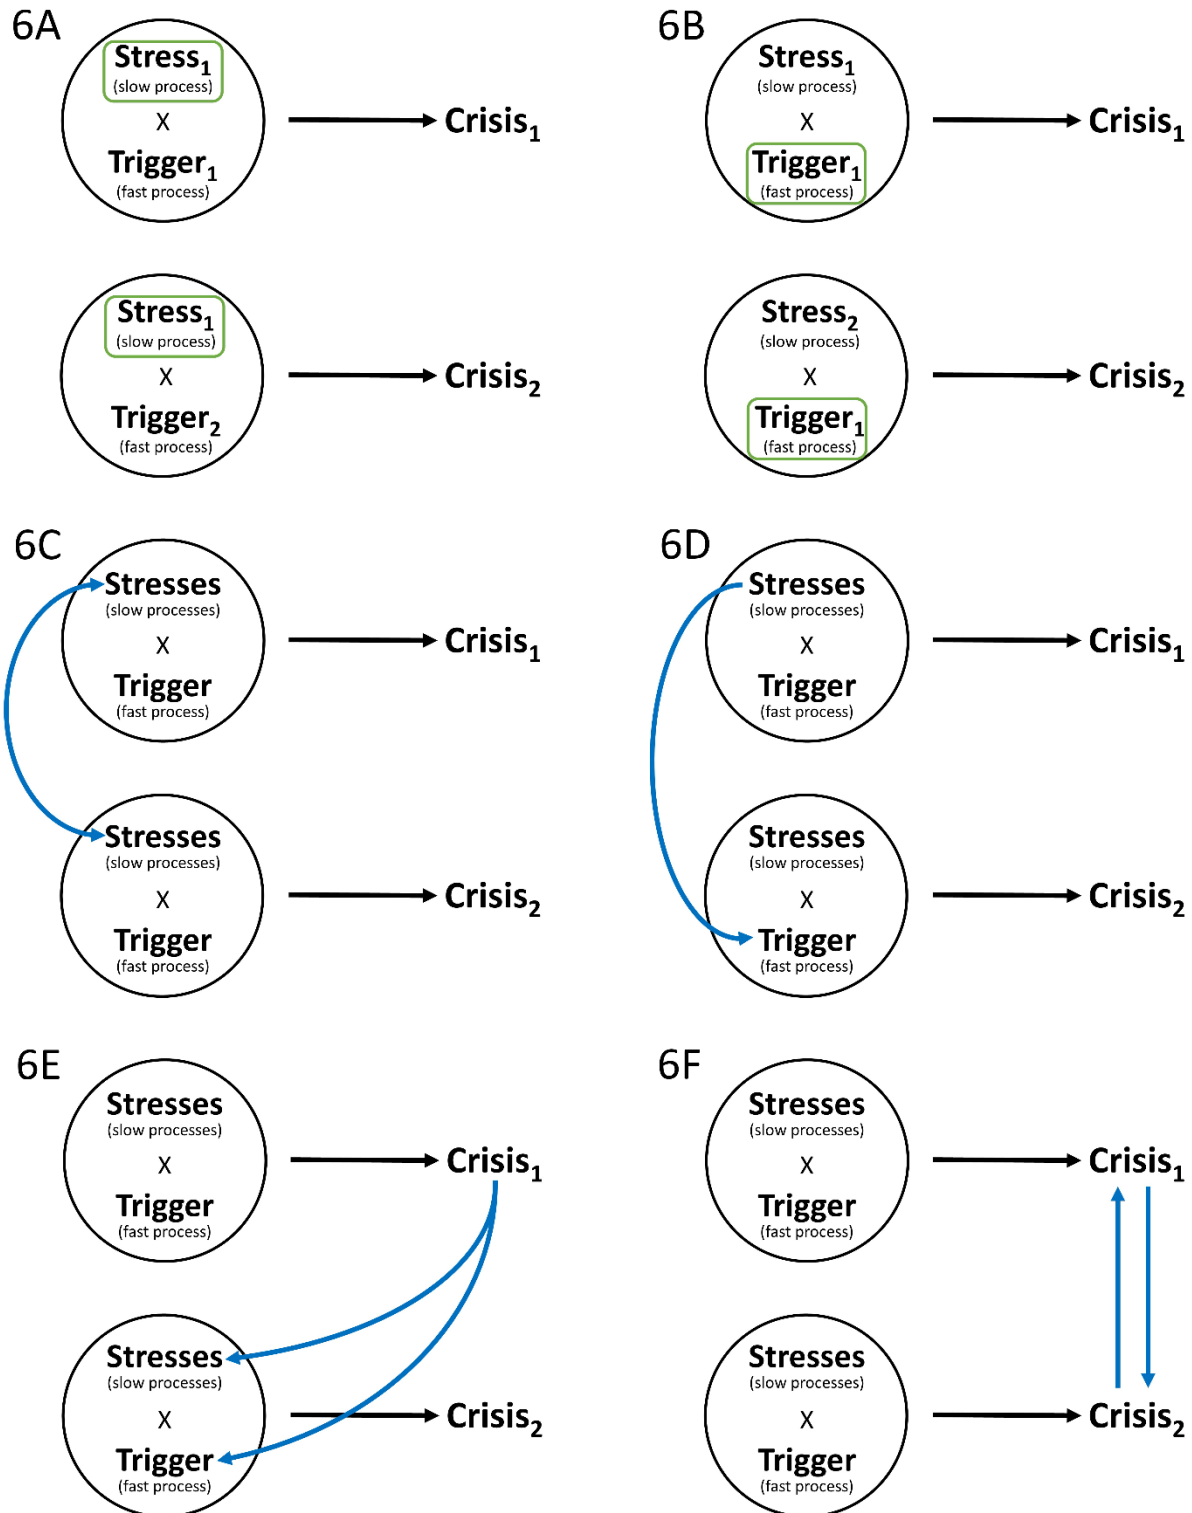 6A
Stress₁
(slow process)
X
Trigger₁
(fast process)
Crisis₁
Stress₁
(slow process)
X
Trigger₂
(fast process)
Crisis₂
6B
Stress₁
(slow process)
X
Trigger₁
(fast process)
Crisis₁
Stress₂
(slow process)
X
Trigger₁
(fast process)
Crisis₂
6C
Stresses
(slow processes)
X
Trigger
(fast process)
Crisis₁
Stresses
(slow processes)
X
Trigger
(fast process)
Crisis₂
6D
Stresses
(slow processes)
X
Trigger
(fast process)
Crisis₁
Stresses
(slow processes)
X
Trigger
(fast process)
Crisis₂
6E
Stresses
(slow processes)
X
Trigger
(fast process)
Crisis₁
Stresses
(slow processes)
X
Trigger
(fast process)
Crisis₂
6F
Stresses
(slow processes)
X
Trigger
(fast process)
Crisis₁
Stresses
(slow processes)
X
Trigger
(fast process)
Crisis₂